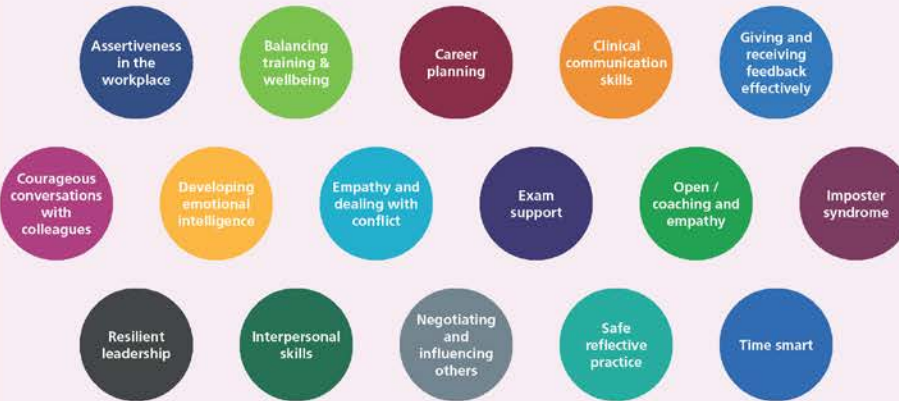 Assertiveness
in the
workplace
Balancing
training &
wellbeing
Career
planning
Clinical
communication
skills
Giving and
receiving
feedback
effectively
Courageous
conversations
with
colleagues
Developing
emotional
intelligence
Empathy and
dealing with
conflict
Exam
support
Open /
coaching and
empathy
Imposter
syndrome
Resilient
leadership
Interpersonal
skills
Negotiating
and
influencing
others
Safe
reflective
practice
Time smart